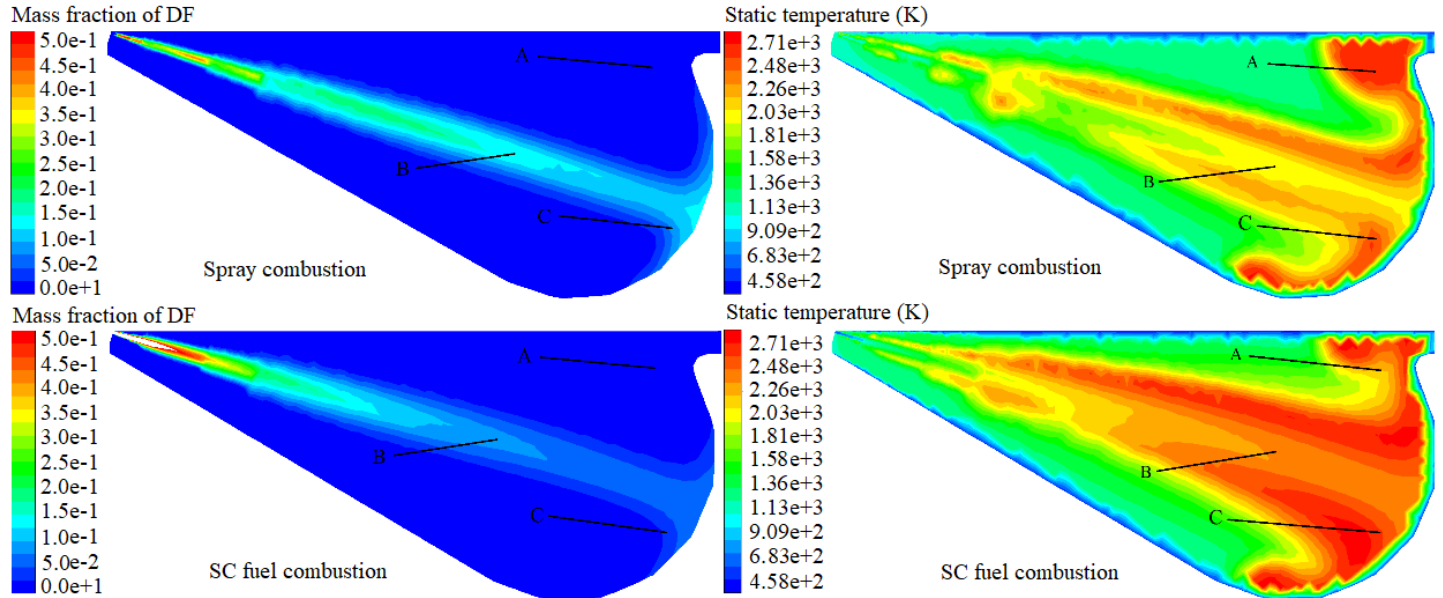 Mass fraction of DF
5.0e-1
4.5e-1
4.0e-1
3.5e-1
3.0e-1
2.5e-1
2.0e-1
1.5e-1
1.0e-1
5.0e-2
0.0e+1
A
B
C
Spray combustion
Static temperature (K)
2.71e+3
2.48e+3
2.26e+3
2.03e+3
1.81e+3
1.58e+3
1.36e+3
1.13e+3
9.09e+2
6.83e+2
4.58e+2
A
B
C
Spray combustion
Mass fraction of DF
5.0e-1
4.5e-1
4.0e-1
3.5e-1
3.0e-1
2.5e-1
2.0e-1
1.5e-1
1.0e-1
5.0e-2
0.0e+1
A
B
C
SC fuel combustion
Static temperature (K)
2.71e+3
2.48e+3
2.26e+3
2.03e+3
1.81e+3
1.58e+3
1.36e+3
1.13e+3
9.09e+2
6.83e+2
4.58e+2
A
B
C
SC fuel combustion